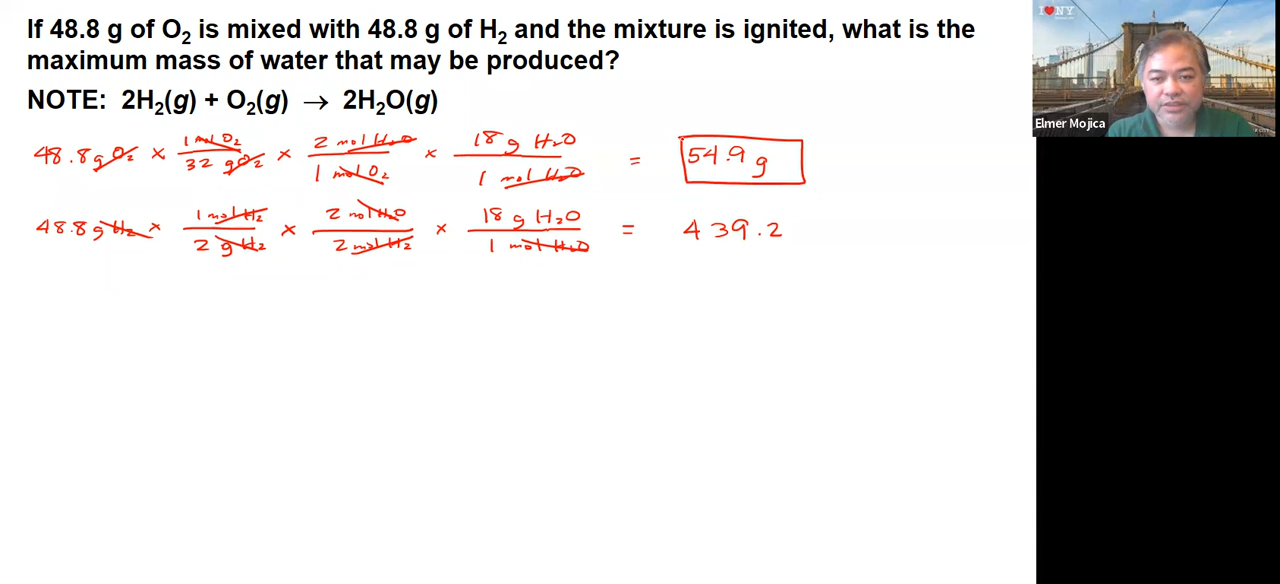 If 48.8 g of O₂ is mixed with 48.8 g of H₂ and the mixture is ignited, what is the
maximum mass of water that may be produced?
NOTE: 2H₂(g) + O₂(g) → 2H₂O(g)
48.8 g O₂ × 1 mol O₂ / 32 g O₂ × 2 mol H₂O / 1 mol O₂ × 18 g H₂O / 1 mol H₂O = 54.9 g
48.8 g H₂ × 1 mol H₂ / 2 g H₂ × 2 mol H₂O / 2 mol H₂ × 18 g H₂O / 1 mol H₂O = 439.2
I ♥ NY
Elmer Mojica